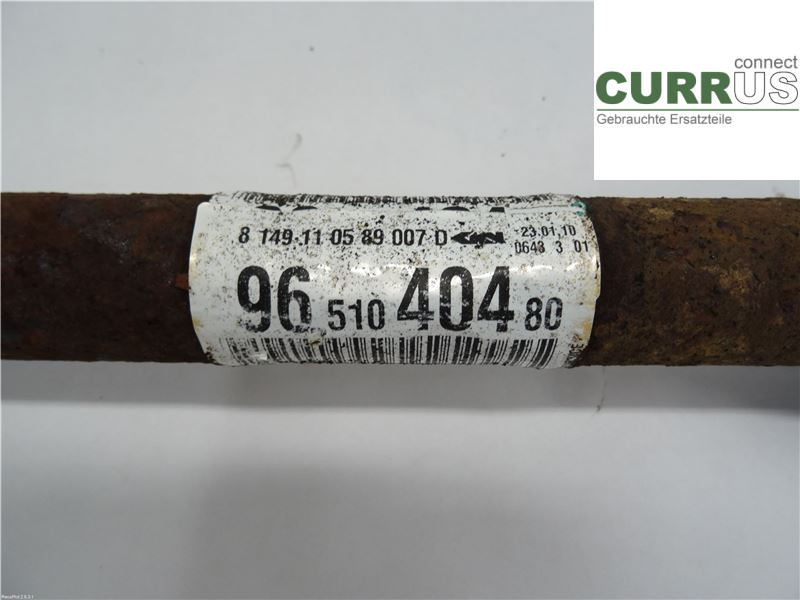 connect
CURRUS
Gebrauchte Ersatzteile
8 149 11 05 89 007 D
23.01.10
0643 3 01
96 510 404 80